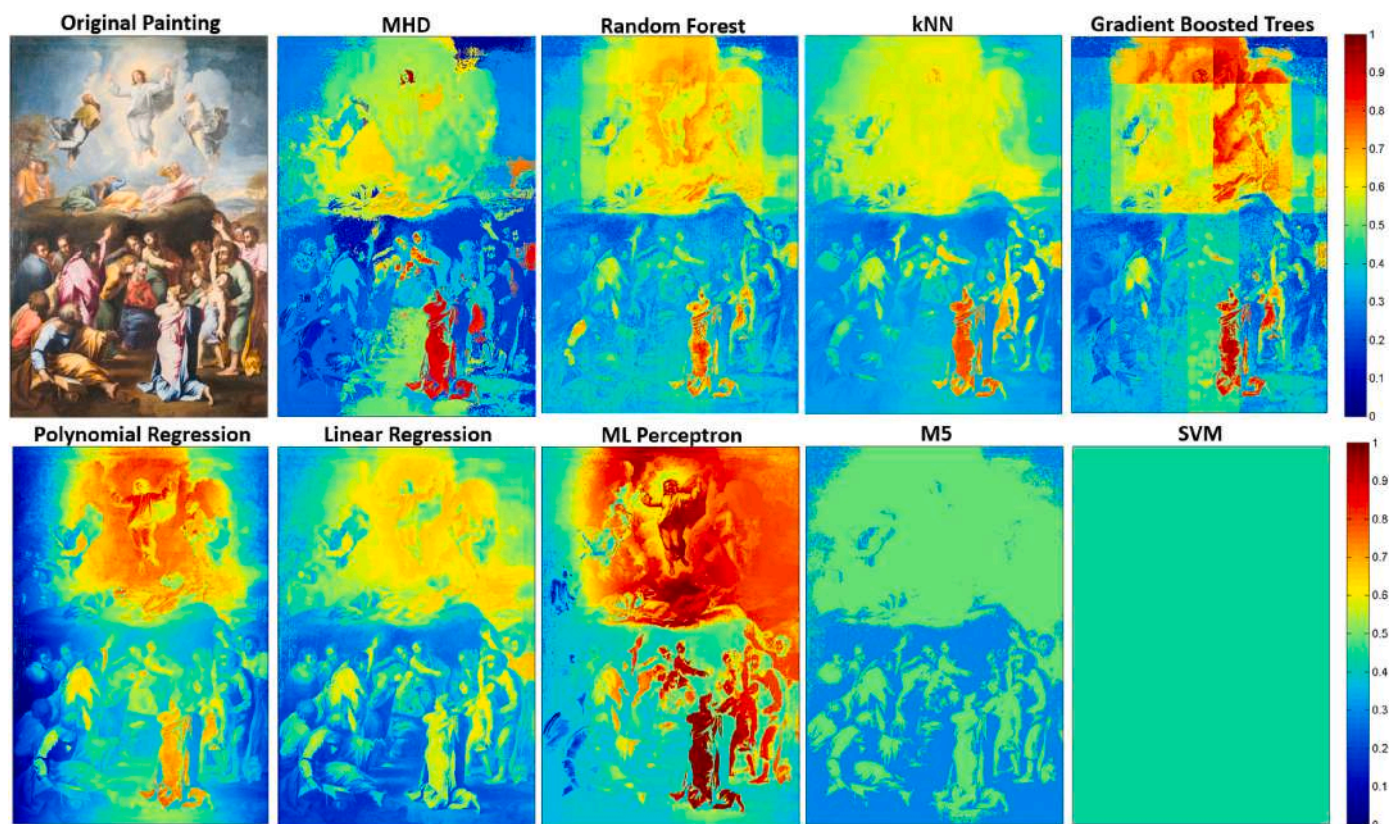 Original Painting
MHD
Random Forest
kNN
Gradient Boosted Trees
1
0.9
0.8
0.7
0.6
0.5
0.4
0.3
0.2
0.1
0
Polynomial Regression
Linear Regression
ML Perceptron
M5
SVM
1
0.9
0.8
0.7
0.6
0.5
0.4
0.3
0.2
0.1
0